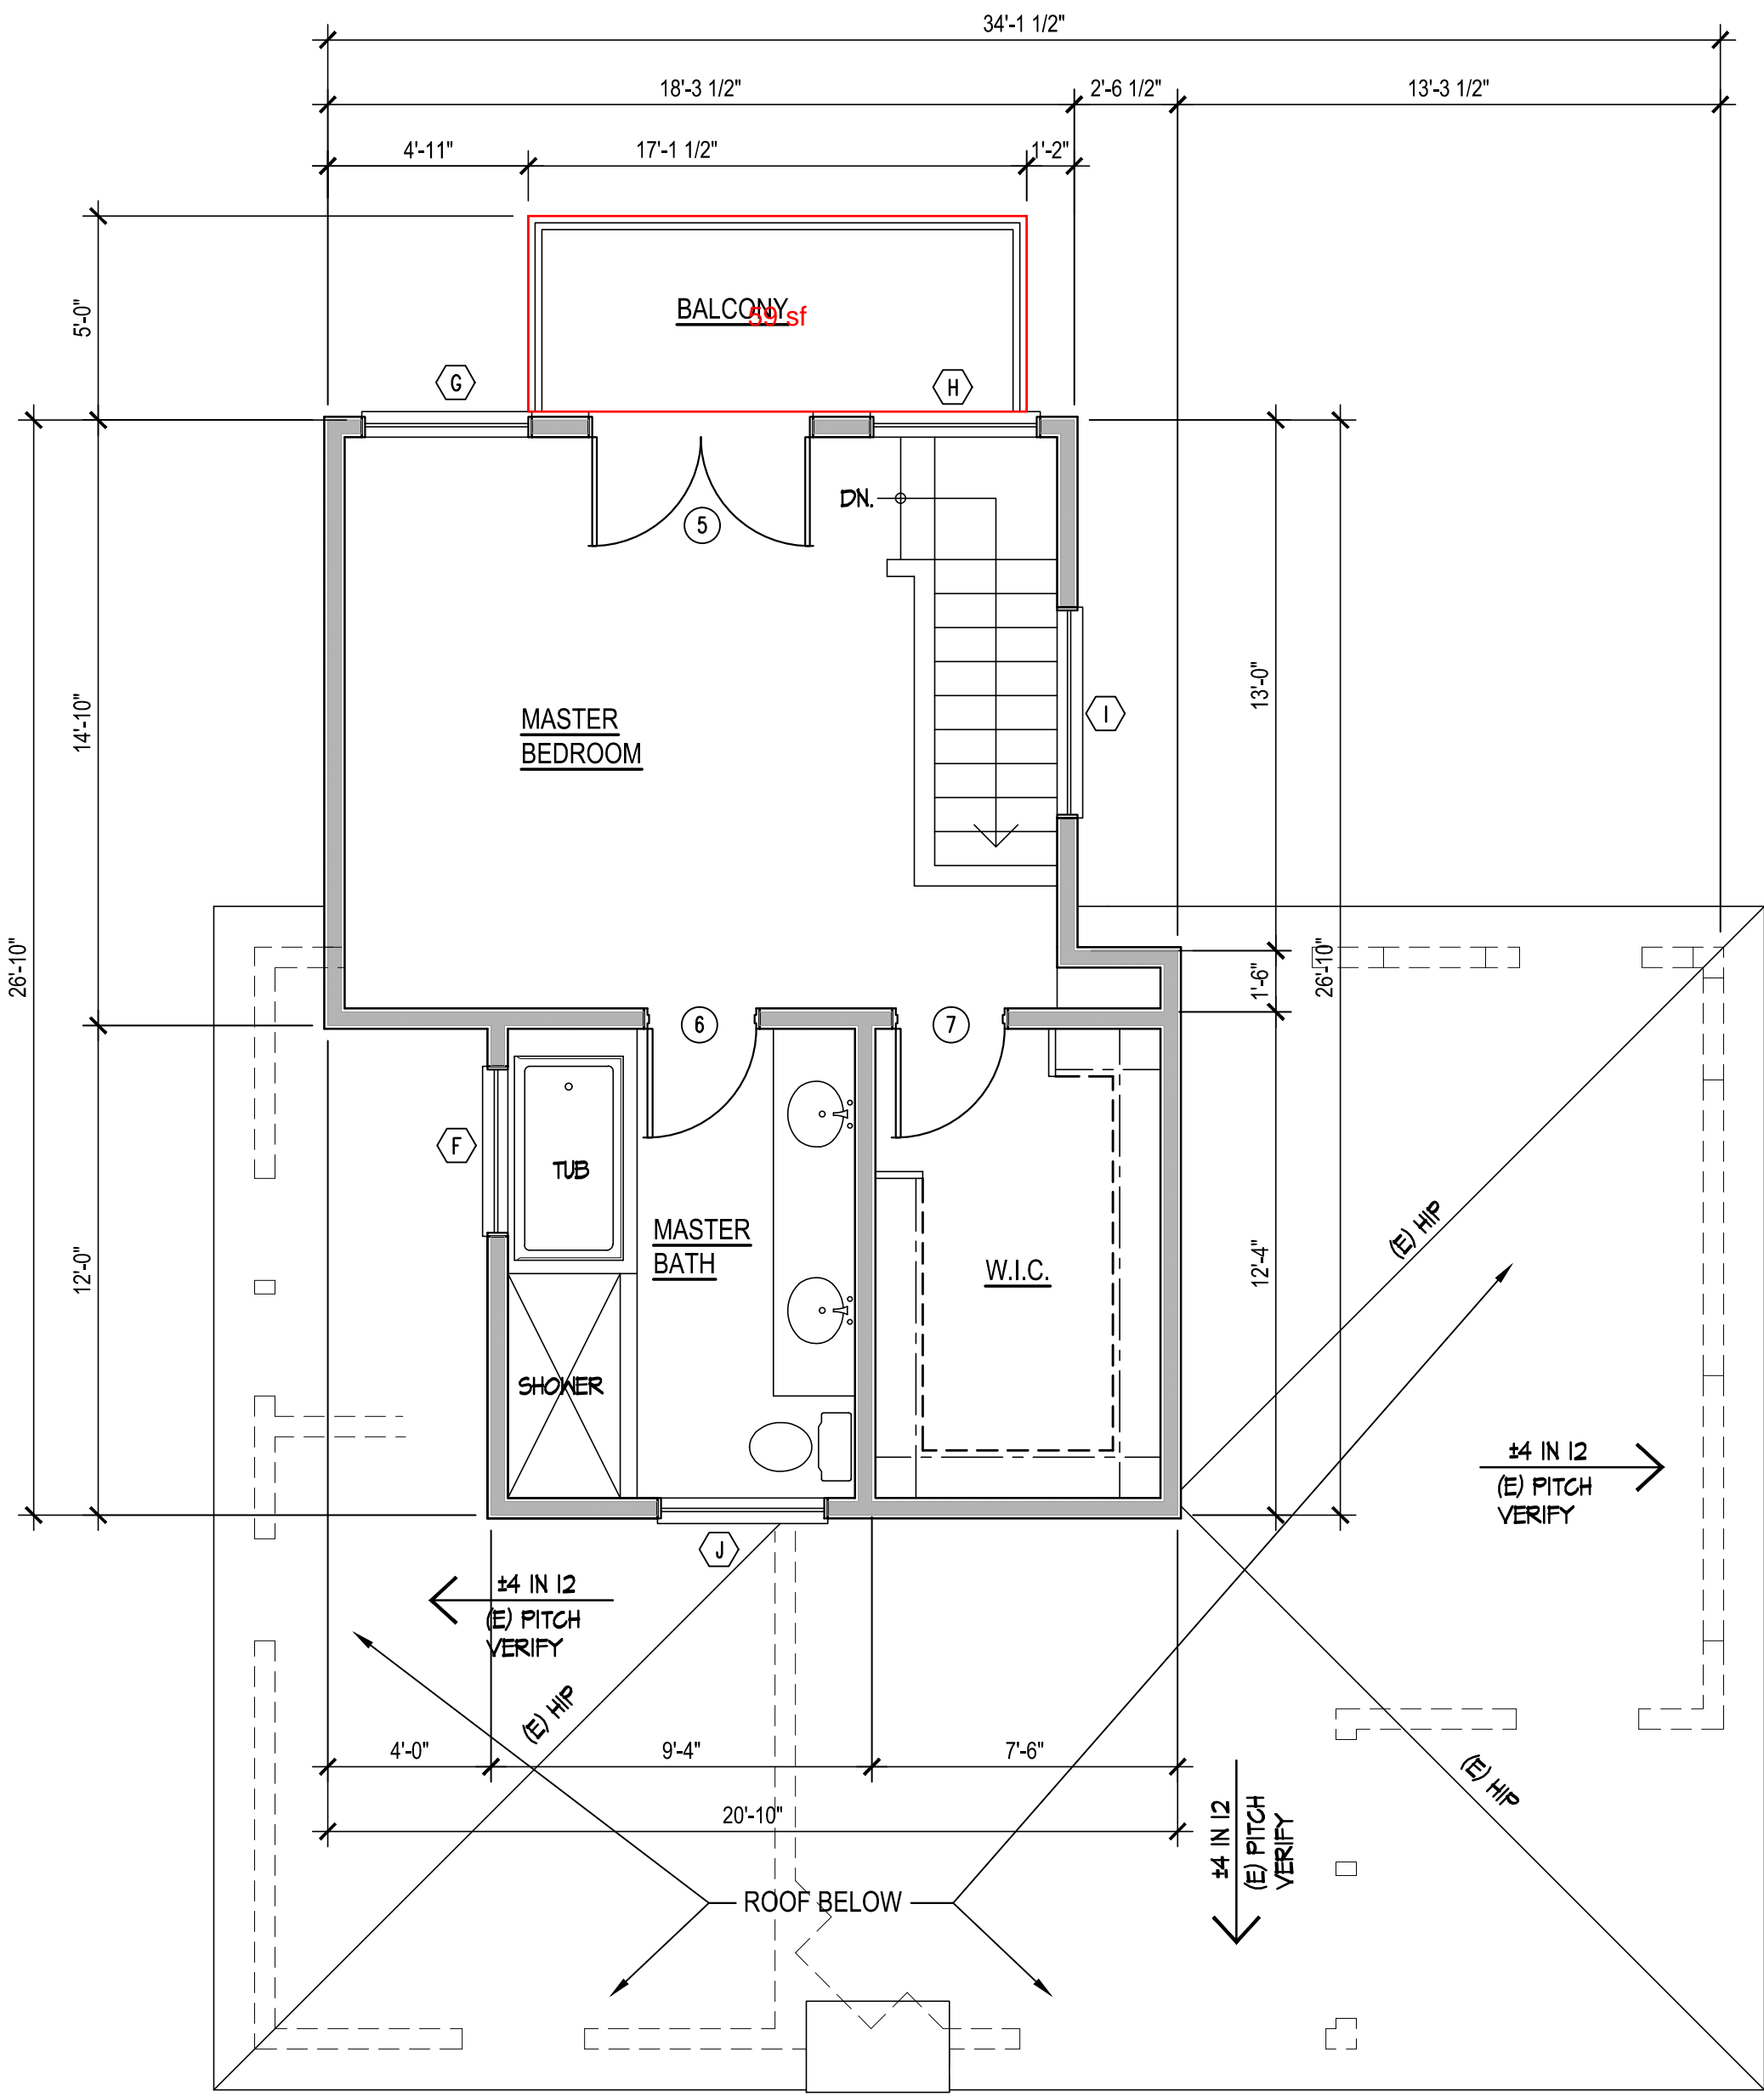 34'-1 1/2"
18'-3 1/2"
2'-6 1/2"
13'-3 1/2"
4'-11"
17'-1 1/2"
1'-2"
5'-0"
BALCONY
59 sf
G
H
DN.
5
14'-10"
13'-0"
MASTER
BEDROOM
I
26'-10"
1'-6"
26'-10"
6
7
F
TUB
MASTER
BATH
W.I.C.
12'-0"
12'-4"
(E) HIP
SHOWER
±4 IN 12
(E) PITCH
VERIFY
J
±4 IN 12
(E) PITCH
VERIFY
(E) HIP
4'-0"
9'-4"
7'-6"
(E) HIP
20'-10"
±4 IN 12
(E) PITCH
VERIFY
ROOF BELOW